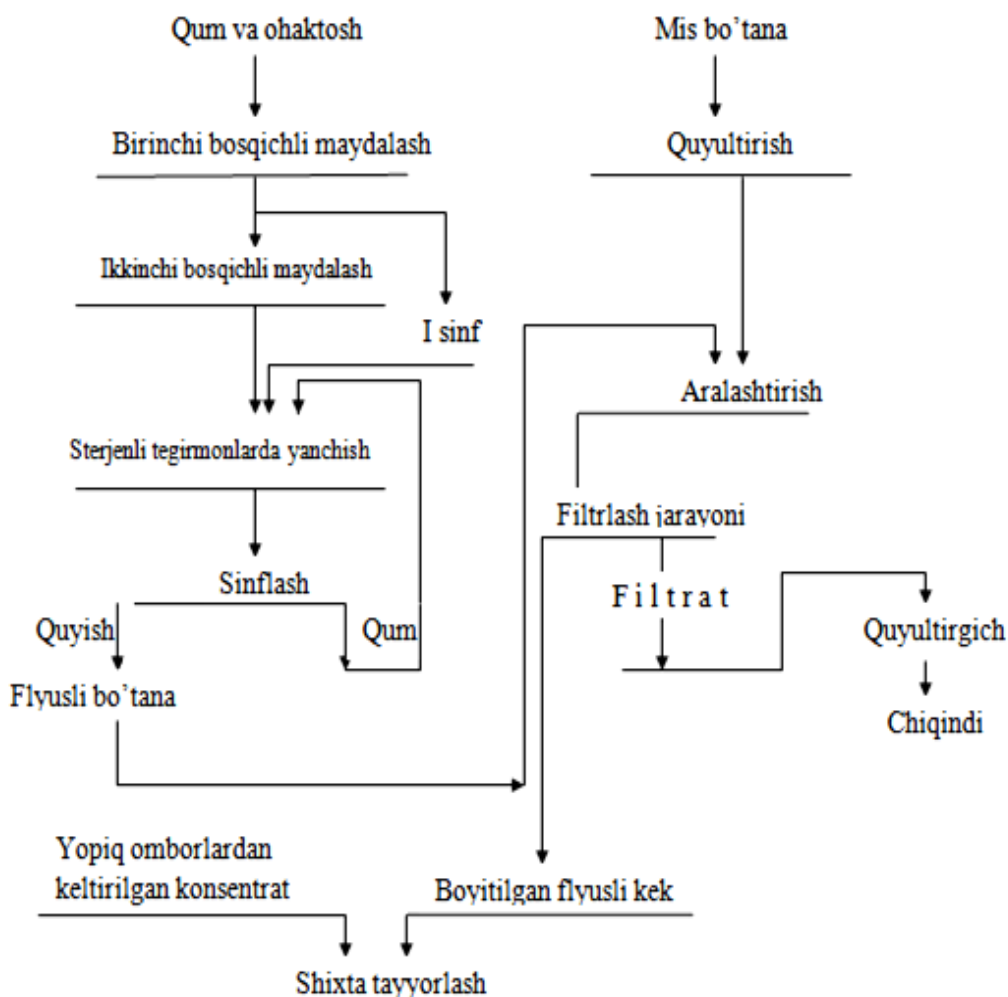 Qum va ohaktosh
Mis bo’tana
Birinchi bosqichli maydalash
Quyultirish
Ikkinchi bosqichli maydalash
I sinf
Aralashtirish
Sterjenli tegirmonlarda yanchish
Filtrlash jarayoni
Sinflash
Filtrat
Quyish
Qum
Quyultirgich
Flyusli bo’tana
Chiqindi
Yopiq omborlardan
keltirilgan konsentrat
Boyitilgan flyusli kek
Shixta tayyorlash